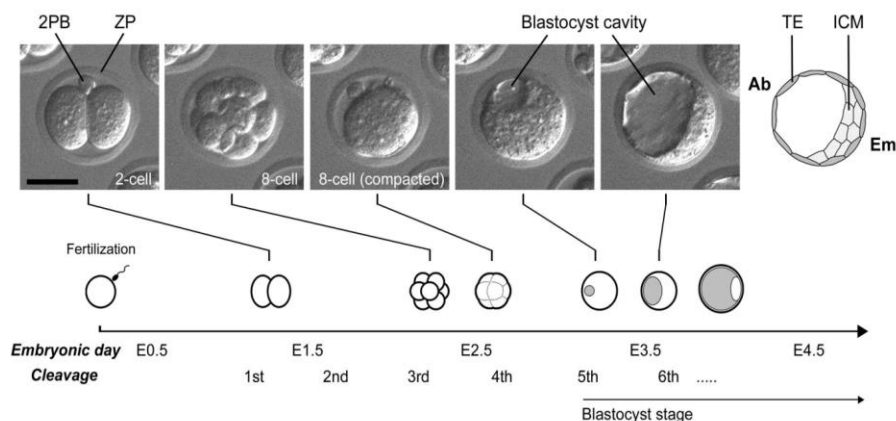 2PB ZP Blastocyst cavity TE ICM
Ab
Em
2-cell 8-cell 8-cell (compacted)
Fertilization
Embryonic day E0.5 E1.5 E2.5 E3.5 E4.5
Cleavage 1st 2nd 3rd 4th 5th 6th .....
Blastocyst stage